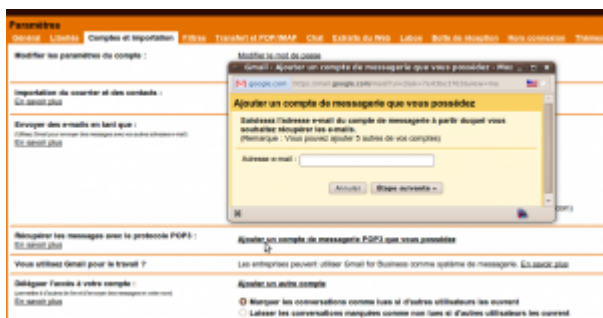 Paramètres
Général Libellés Comptes et importation Filtres Transfert et POP/IMAP Chat Extraits du Web Labos Boîte de réception Hors connexion Thèmes
Modifier les paramètres du compte :
Modifier le mot de passe
Gmail - Ajouter un compte de messagerie que vous possédez
google.com
Importation du courrier et des contacts :
En savoir plus
Ajouter un compte de messagerie que vous possédez
Saisissez l'adresse e-mail du compte de messagerie à partir duquel vous
souhaitez récupérer les e-mails.
(Remarque : Vous pouvez ajouter 5 autres de vos comptes)
Envoyer des e-mails en tant que :
En savoir plus
Adresse e-mail :
Annuler Étape suivante »
Récupérer les messages avec le protocole POP3 :
En savoir plus
Ajouter un compte de messagerie POP3 que vous possédez
Vous utilisez Gmail pour le travail ?
Les entreprises peuvent utiliser Gmail for Business comme système de messagerie. En savoir plus
Déléguer l'accès à votre compte :
En savoir plus
Ajouter un autre compte
Marquer les conversations comme lues si d'autres utilisateurs les ouvrent
Laisser les conversations marquées comme non lues si d'autres utilisateurs les ouvrent